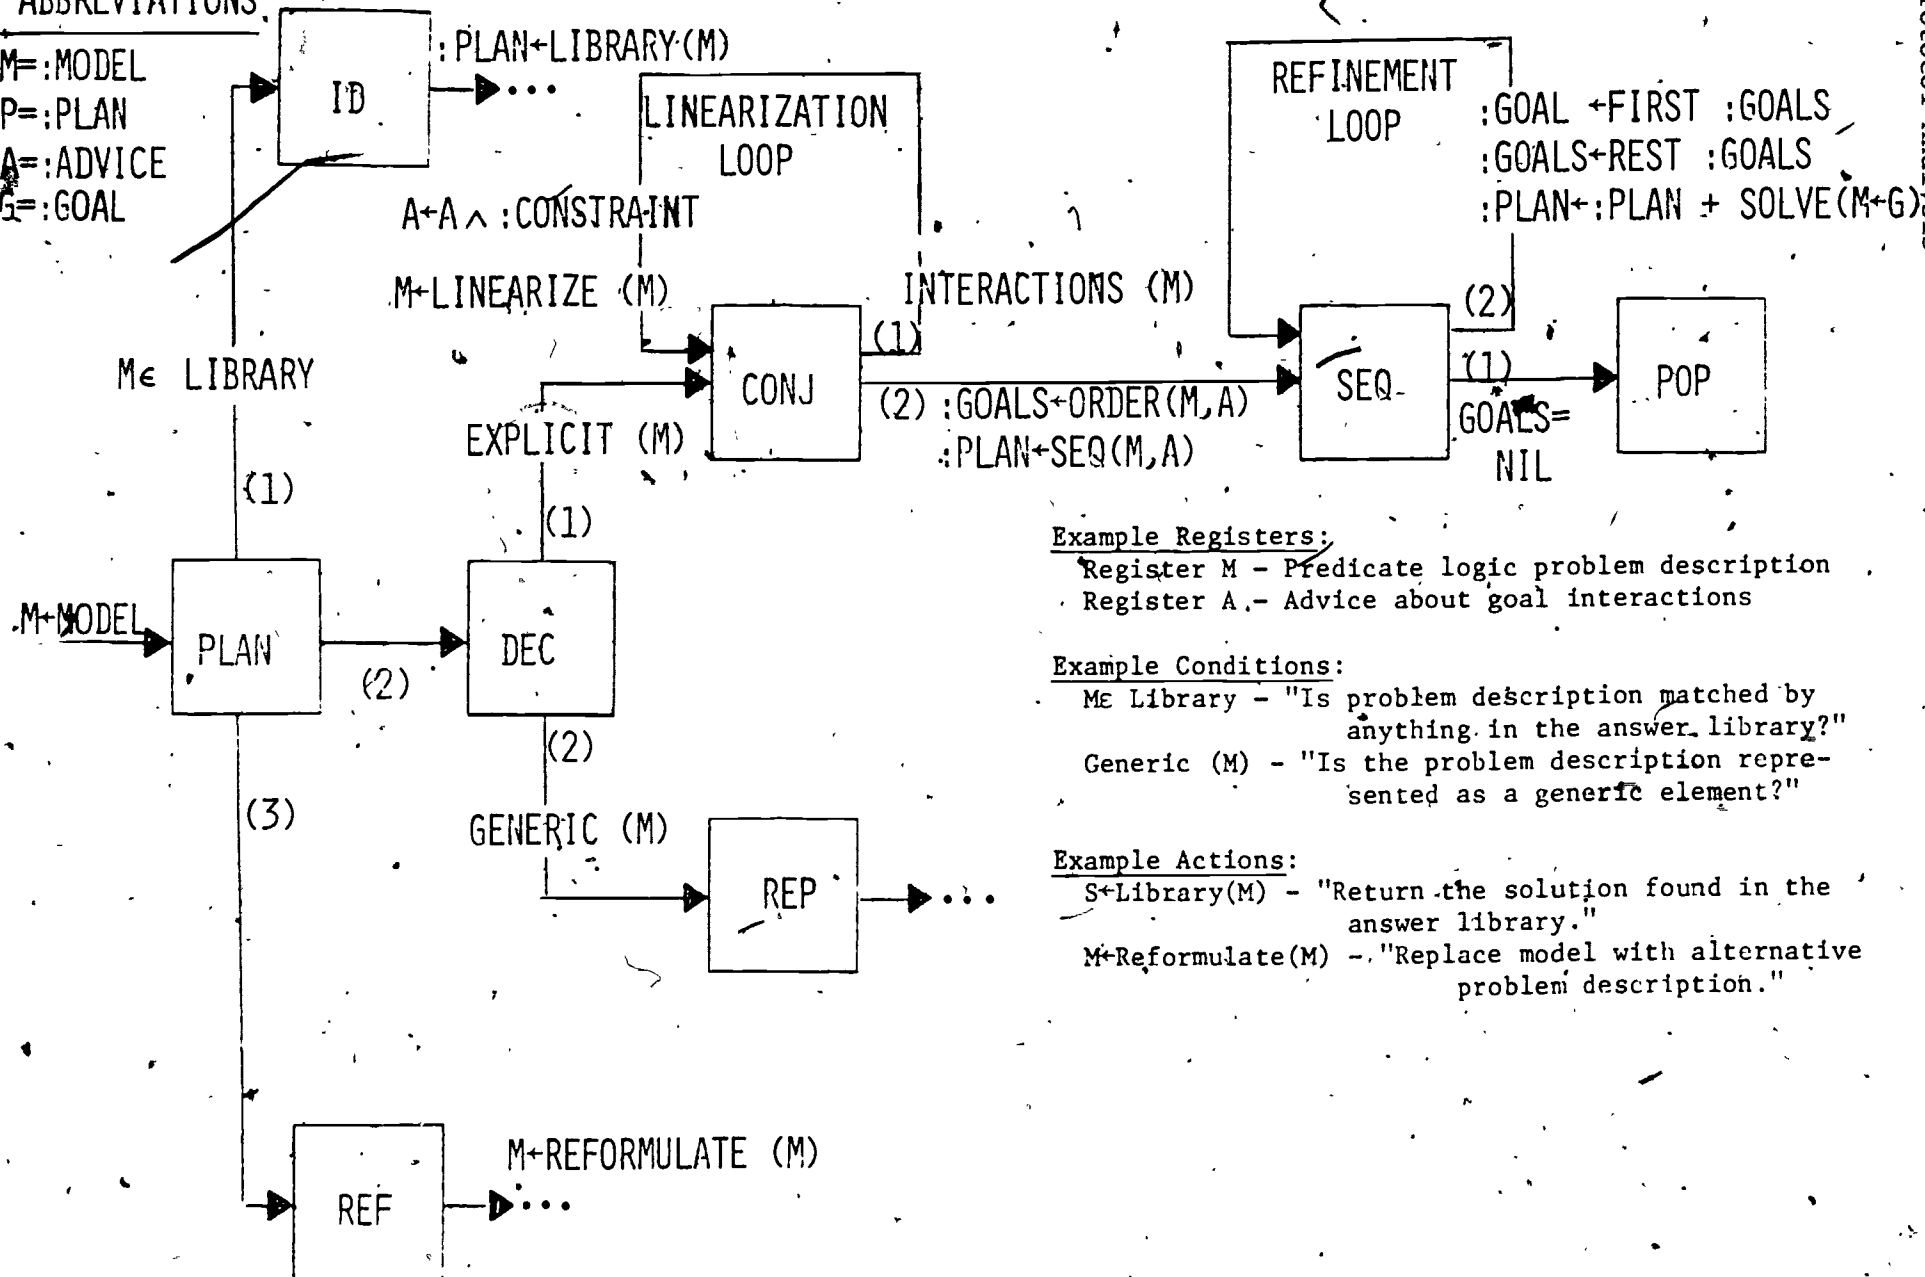 ABBREVIATIONS
M=:MODEL
P=:PLAN
A=:ADVICE
G=:GOAL
ID
:PLAN←LIBRARY(M)
LINEARIZATION
LOOP
REFINEMENT
LOOP
:GOAL ←FIRST :GOALS
:GOALS←REST :GOALS
:PLAN←:PLAN + SOLVE(M←G)
A←A ∧ :CONSTRAINT
M←LINEARIZE (M)
INTERACTIONS (M)
(1)
(2)
Mϵ LIBRARY
CONJ
(2) :GOALS←ORDER(M,A)
:PLAN←SEQ(M,A)
SEQ
(1)
GOALS=
NIL
POP
EXPLICIT (M)
(1)
(1)
M←MODEL
PLAN
(2)
DEC
(2)
(3)
GENERIC (M)
REP
REF
M←REFORMULATE (M)
Example Registers:
Register M - Predicate logic problem description
Register A - Advice about goal interactions
Example Conditions:
Mε Library - "Is problem description matched by
anything in the answer library?"
Generic (M) - "Is the problem description repre-
sented as a generic element?"
Example Actions:
S←Library(M) - "Return the solution found in the
answer library."
M←Reformulate(M) - "Replace model with alternative
problem description."